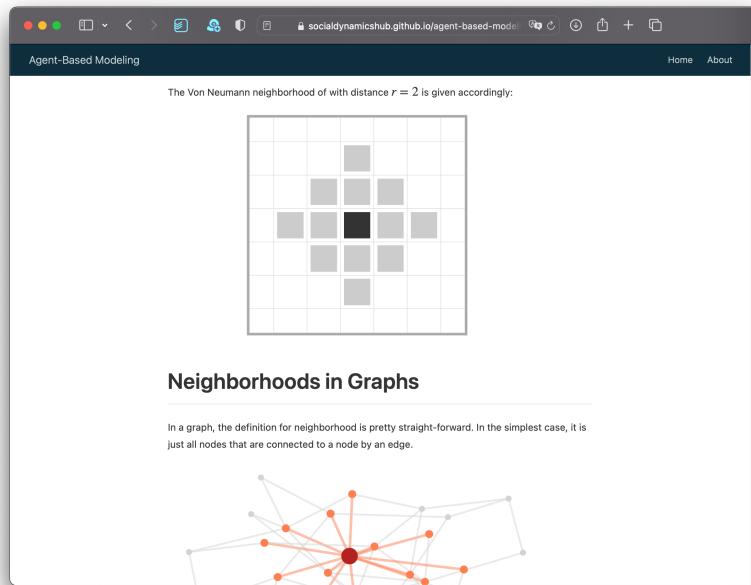 socialdynamicshub.github.io/agent-based-model
Agent-Based Modeling
Home
About
The Von Neumann neighborhood of with distance r = 2 is given accordingly:
Neighborhoods in Graphs
In a graph, the definition for neighborhood is pretty straight-forward. In the simplest case, it is
just all nodes that are connected to a node by an edge.